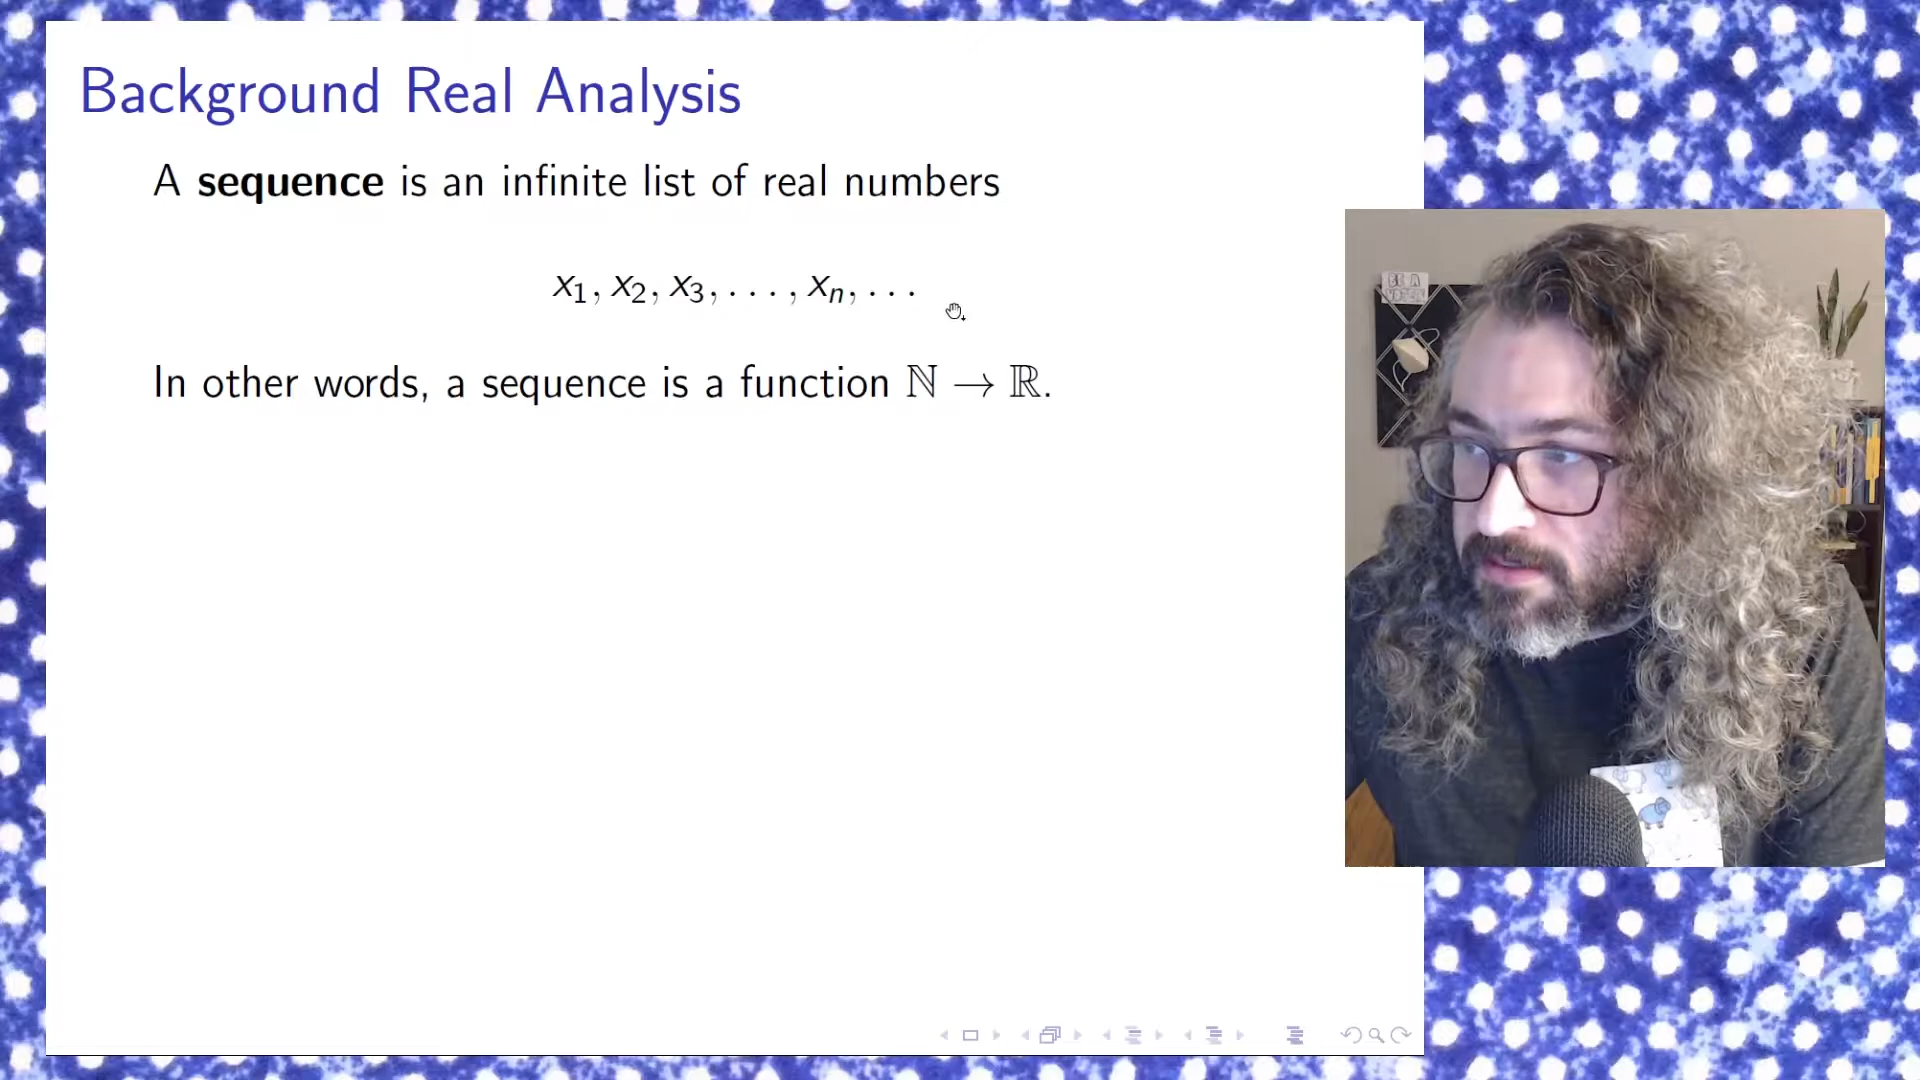 Background Real Analysis
A sequence is an infinite list of real numbers
x₁, x₂, x₃, . . . , xₙ, . . .
In other words, a sequence is a function ℕ → ℝ.
BE A